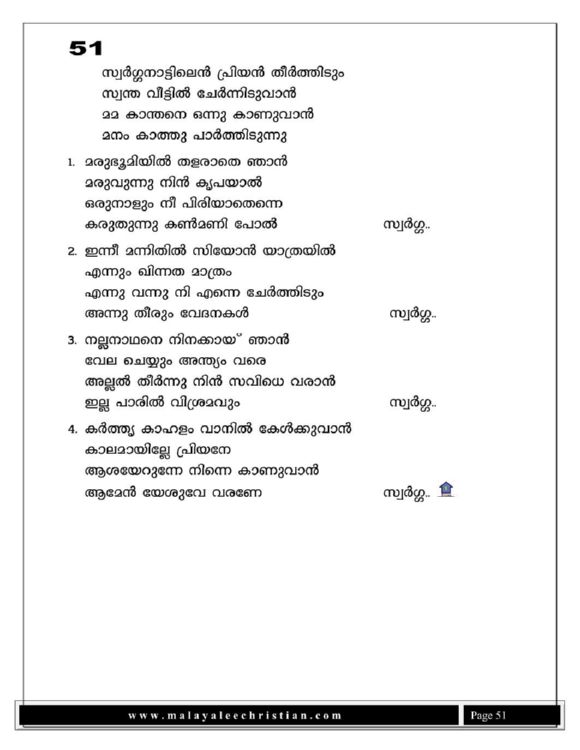 51
സ്വർഗ്ഗനാട്ടിലെൻ പ്രിയൻ തീർത്തിടും
സ്വന്ത വീട്ടിൽ ചേർന്നിടുവാൻ
മമ കാന്തനെ ഒന്നു കാണുവാൻ
മനം കാത്തു പാർത്തിടുന്നു
1. മരുഭൂമിയിൽ തളരാതെ ഞാൻ
മരുവുന്നു നിൻ കൃപയാൽ
ഒരുനാളും നീ പിരിയാതെന്നെ
കരുതുന്നു കൺമണി പോൽ സ്വർഗ്ഗ..
2. ഇന്നീ മന്നിതിൽ സിയോൻ യാത്രയിൽ
എന്നും ഖിന്നത മാത്രം
എന്നു വന്നു നി എന്നെ ചേർത്തിടും
അന്നു തീരും വേദനകൾ സ്വർഗ്ഗ..
3. നല്ലനാഥനെ നിനക്കായ് ഞാൻ
വേല ചെയ്യും അന്ത്യം വരെ
അല്ലൽ തീർന്നു നിൻ സവിധെ വരാൻ
ഇല്ല പാരിൽ വിശ്രമവും സ്വർഗ്ഗ..
4. കർത്തൃ കാഹളം വാനിൽ കേൾക്കുവാൻ
കാലമായില്ലേ പ്രിയനേ
ആശയേറുന്നേ നിന്നെ കാണുവാൻ
ആമേൻ യേശുവേ വരണേ സ്വർഗ്ഗ..
www.malayaleechristian.com Page 51